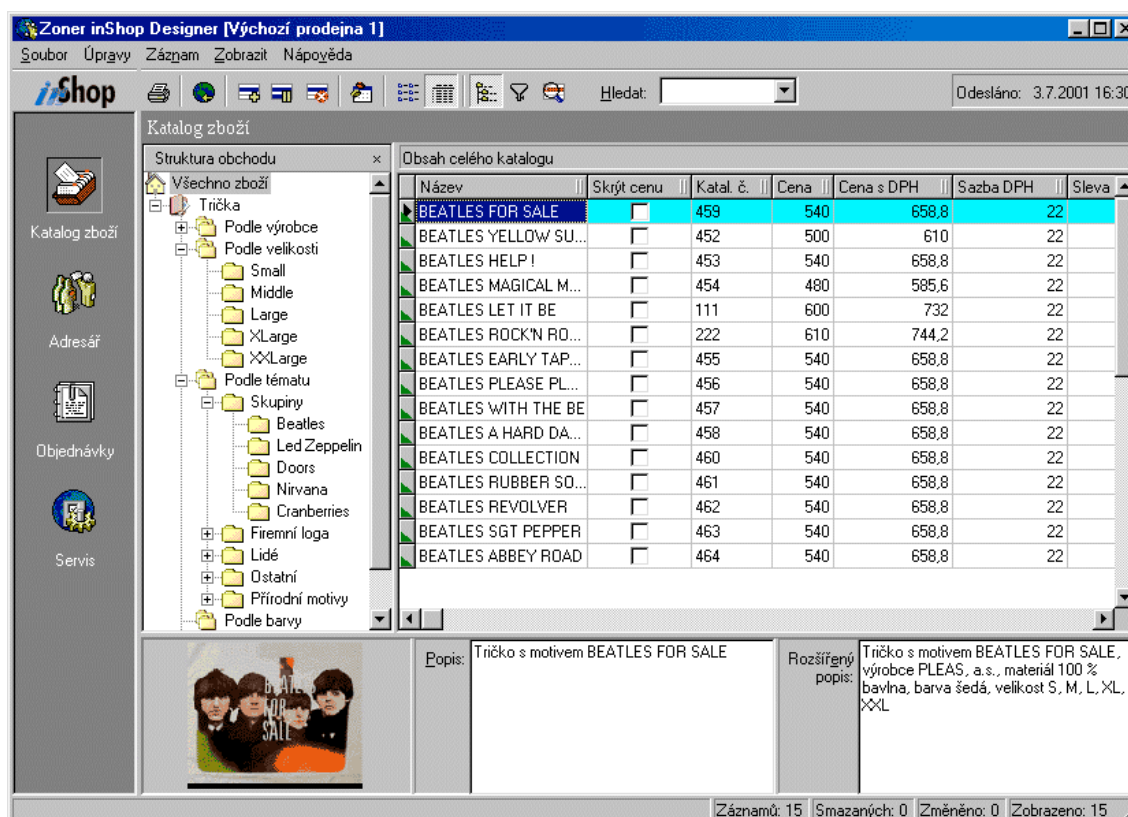 Zoner inShop Designer [Výchozí prodejna 1]
Soubor Úpravy Záznam Zobrazit Nápověda
inShop Hledat: Odesláno: 3.7.2001 16:30
Katalog zboží
Struktura obchodu × Obsah celého katalogu
Katalog zboží
Adresář
Objednávky
Servis
Všechno zboží
Trička
Podle výrobce
Podle velikosti
Small
Middle
Large
XLarge
XXLarge
Podle tématu
Skupiny
Beatles
Led Zeppelin
Doors
Nirvana
Cranberries
Firemní loga
Lidé
Ostatní
Přírodní motivy
Podle barvy
Název Skrýt cenu Katal. č. Cena Cena s DPH Sazba DPH Sleva
BEATLES FOR SALE 459 540 658,8 22
BEATLES YELLOW SU... 452 500 610 22
BEATLES HELP ! 453 540 658,8 22
BEATLES MAGICAL M... 454 480 585,6 22
BEATLES LET IT BE 111 600 732 22
BEATLES ROCK'N RO... 222 610 744,2 22
BEATLES EARLY TAP... 455 540 658,8 22
BEATLES PLEASE PL... 456 540 658,8 22
BEATLES WITH THE BE 457 540 658,8 22
BEATLES A HARD DA... 458 540 658,8 22
BEATLES COLLECTION 460 540 658,8 22
BEATLES RUBBER SO... 461 540 658,8 22
BEATLES REVOLVER 462 540 658,8 22
BEATLES SGT PEPPER 463 540 658,8 22
BEATLES ABBEY ROAD 464 540 658,8 22
BEATLES
FOR
SALE
Popis: Tričko s motivem BEATLES FOR SALE
Rozšířený popis:
Tričko s motivem BEATLES FOR SALE,
výrobce PLEAS, a.s., materiál 100 %
bavlna, barva šedá, velikost S, M, L, XL,
XXL
Záznamů: 15 Smazaných: 0 Změněno: 0 Zobrazeno: 15